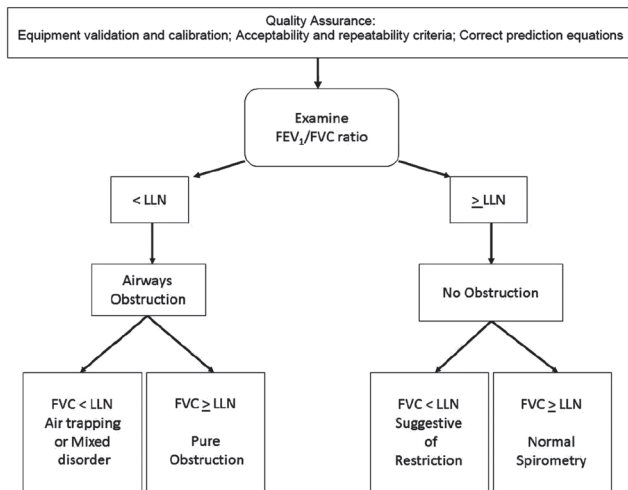 Quality Assurance:
Equipment validation and calibration; Acceptability and repeatability criteria; Correct prediction equations
Examine
FEV₁/FVC ratio
< LLN
≥ LLN
Airways
Obstruction
No Obstruction
FVC < LLN
Air trapping
or Mixed
disorder
FVC ≥ LLN
Pure
Obstruction
FVC < LLN
Suggestive
of
Restriction
FVC ≥ LLN
Normal
Spirometry